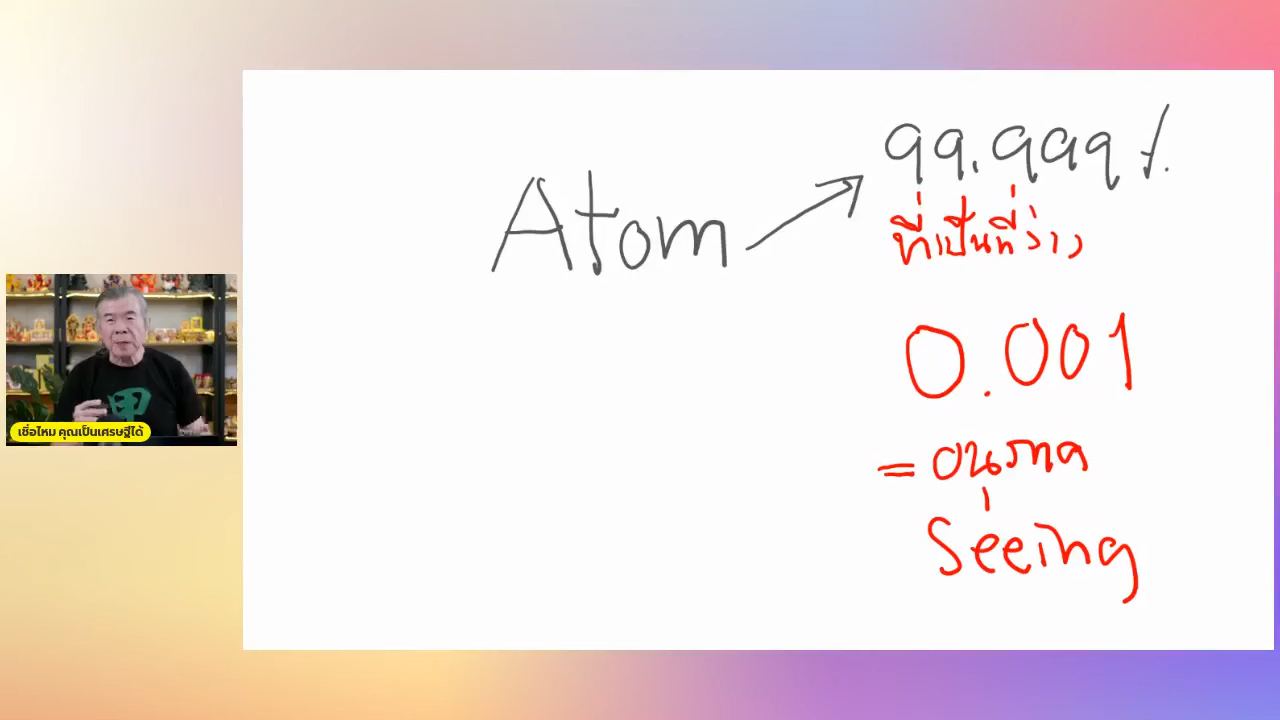 Atom
99.999%
ที่เป็นที่ว่าง
0.001
= อนุภาค
Seeing
เชื่อไหม คุณเป็นเศรษฐีได้